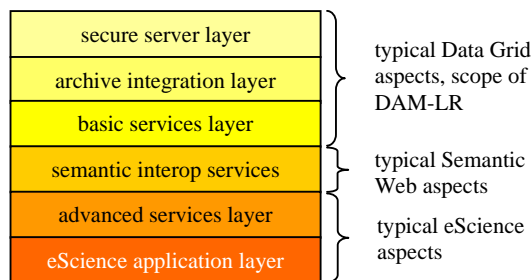 secure server layer
archive integration layer
basic services layer
semantic interop services
advanced services layer
eScience application layer
typical Data Grid
aspects, scope of
DAM-LR
typical Semantic
Web aspects
typical eScience
aspects